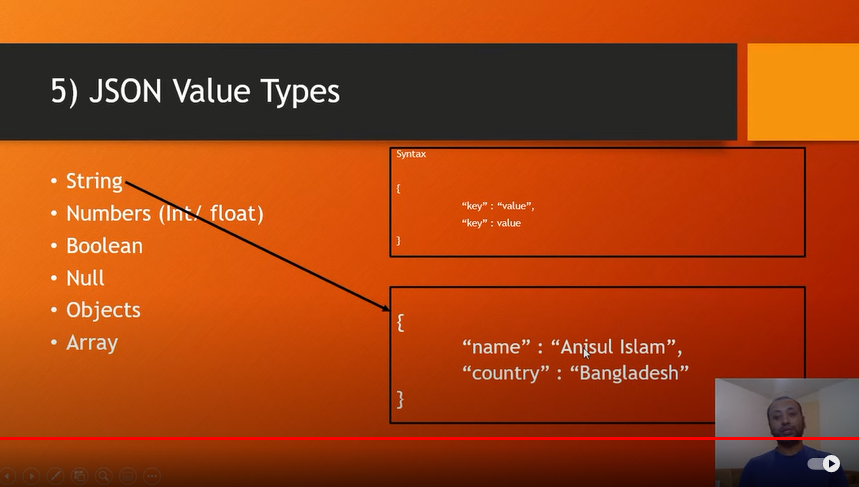 5) JSON Value Types
• String
• Numbers (Int/ float)
• Boolean
• Null
• Objects
• Array
Syntax
{
“key” : “value”,
“key” : value
}
{
“name” : “Anisul Islam”,
“country” : “Bangladesh”
}